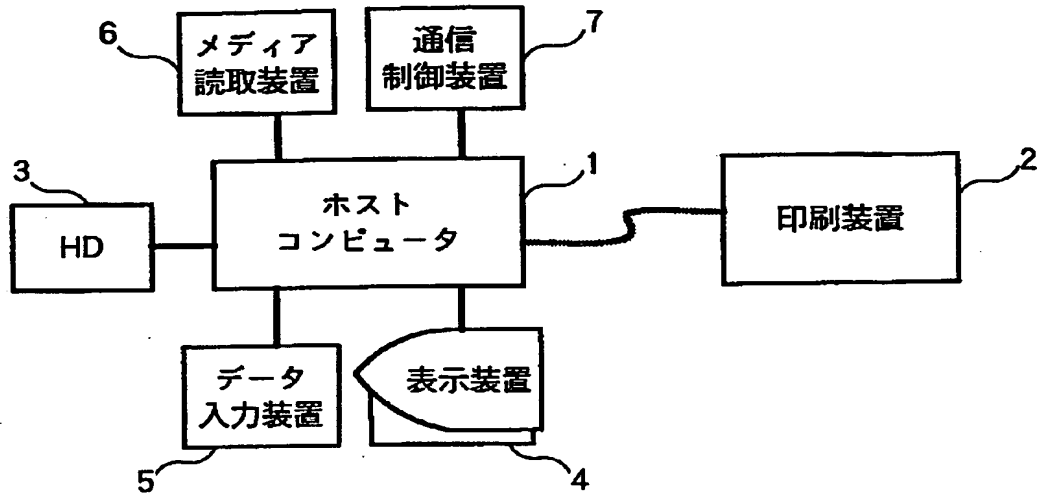 6
メディア
読取装置
通信
制御装置
7
3
HD
ホスト
コンピュータ
1
印刷装置
2
データ
入力装置
5
表示装置
4